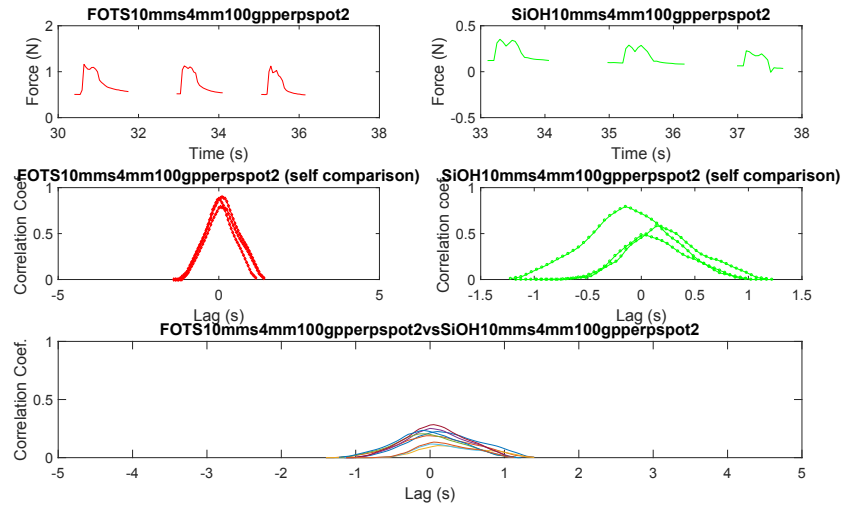 FOTS10mms4mm100gpperpspot2
Force (N)
2
1
0
30 32 34 36 38
Time (s)
SiOH10mms4mm100gpperpspot2
Force (N)
0.5
0
-0.5
33 34 35 36 37 38
Time (s)
FOTS10mms4mm100gpperpspot2 (self comparison)
Correlation Coef.
1
0.5
0
-5 0 5
Lag (s)
SiOH10mms4mm100gpperpspot2 (self comparison)
Correlation Coef.
1
0.5
0
-1.5 -1 -0.5 0 0.5 1 1.5
Lag (s)
FOTS10mms4mm100gpperpspot2vsSiOH10mms4mm100gpperpspot2
Correlation Coef.
1
0.5
0
-5 -4 -3 -2 -1 0 1 2 3 4 5
Lag (s)